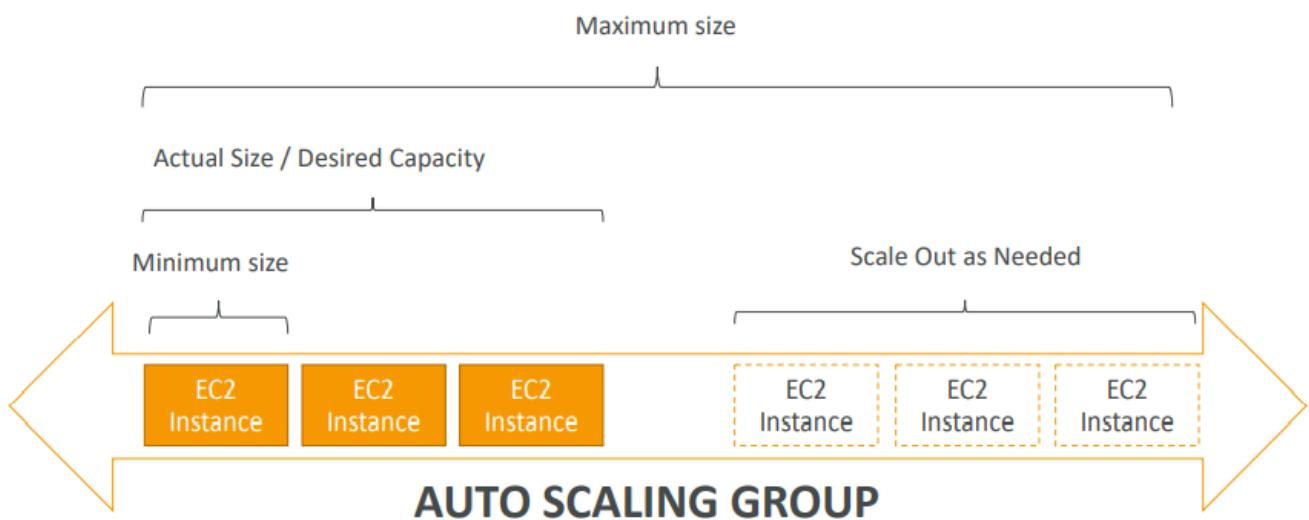 Maximum size
Actual Size / Desired Capacity
Minimum size
Scale Out as Needed
EC2
Instance
EC2
Instance
EC2
Instance
EC2
Instance
EC2
Instance
EC2
Instance
AUTO SCALING GROUP